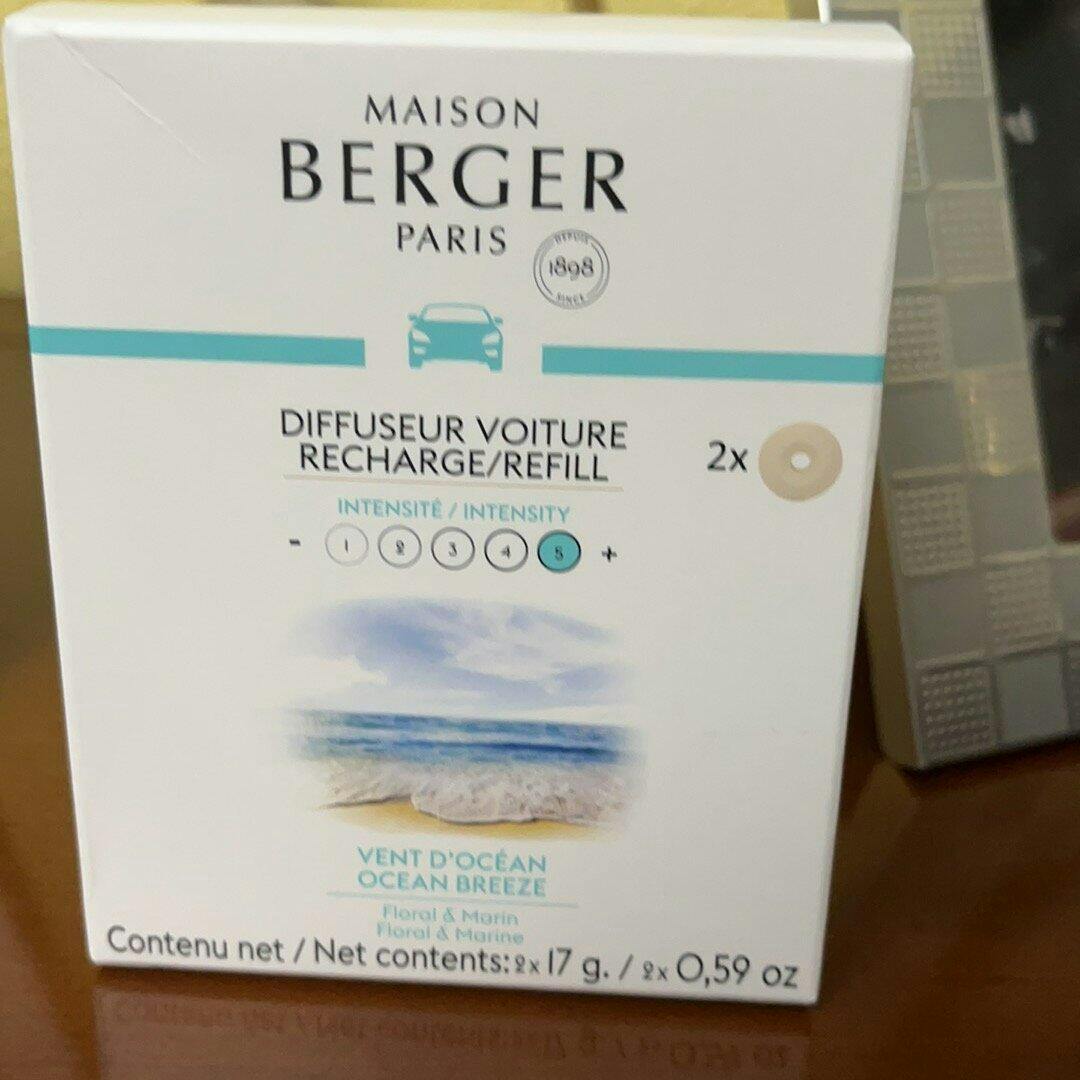 MAISON
BERGER
PARIS
DEPUIS
1898
SINCE
DIFFUSEUR VOITURE
RECHARGE/REFILL
2x
INTENSITÉ / INTENSITY
- 1 2 3 4 5 +
VENT D'OCÉAN
OCEAN BREEZE
Floral & Marin
Floral & Marine
Contenu net / Net contents: 2x 17 g. / 2x 0,59 oz